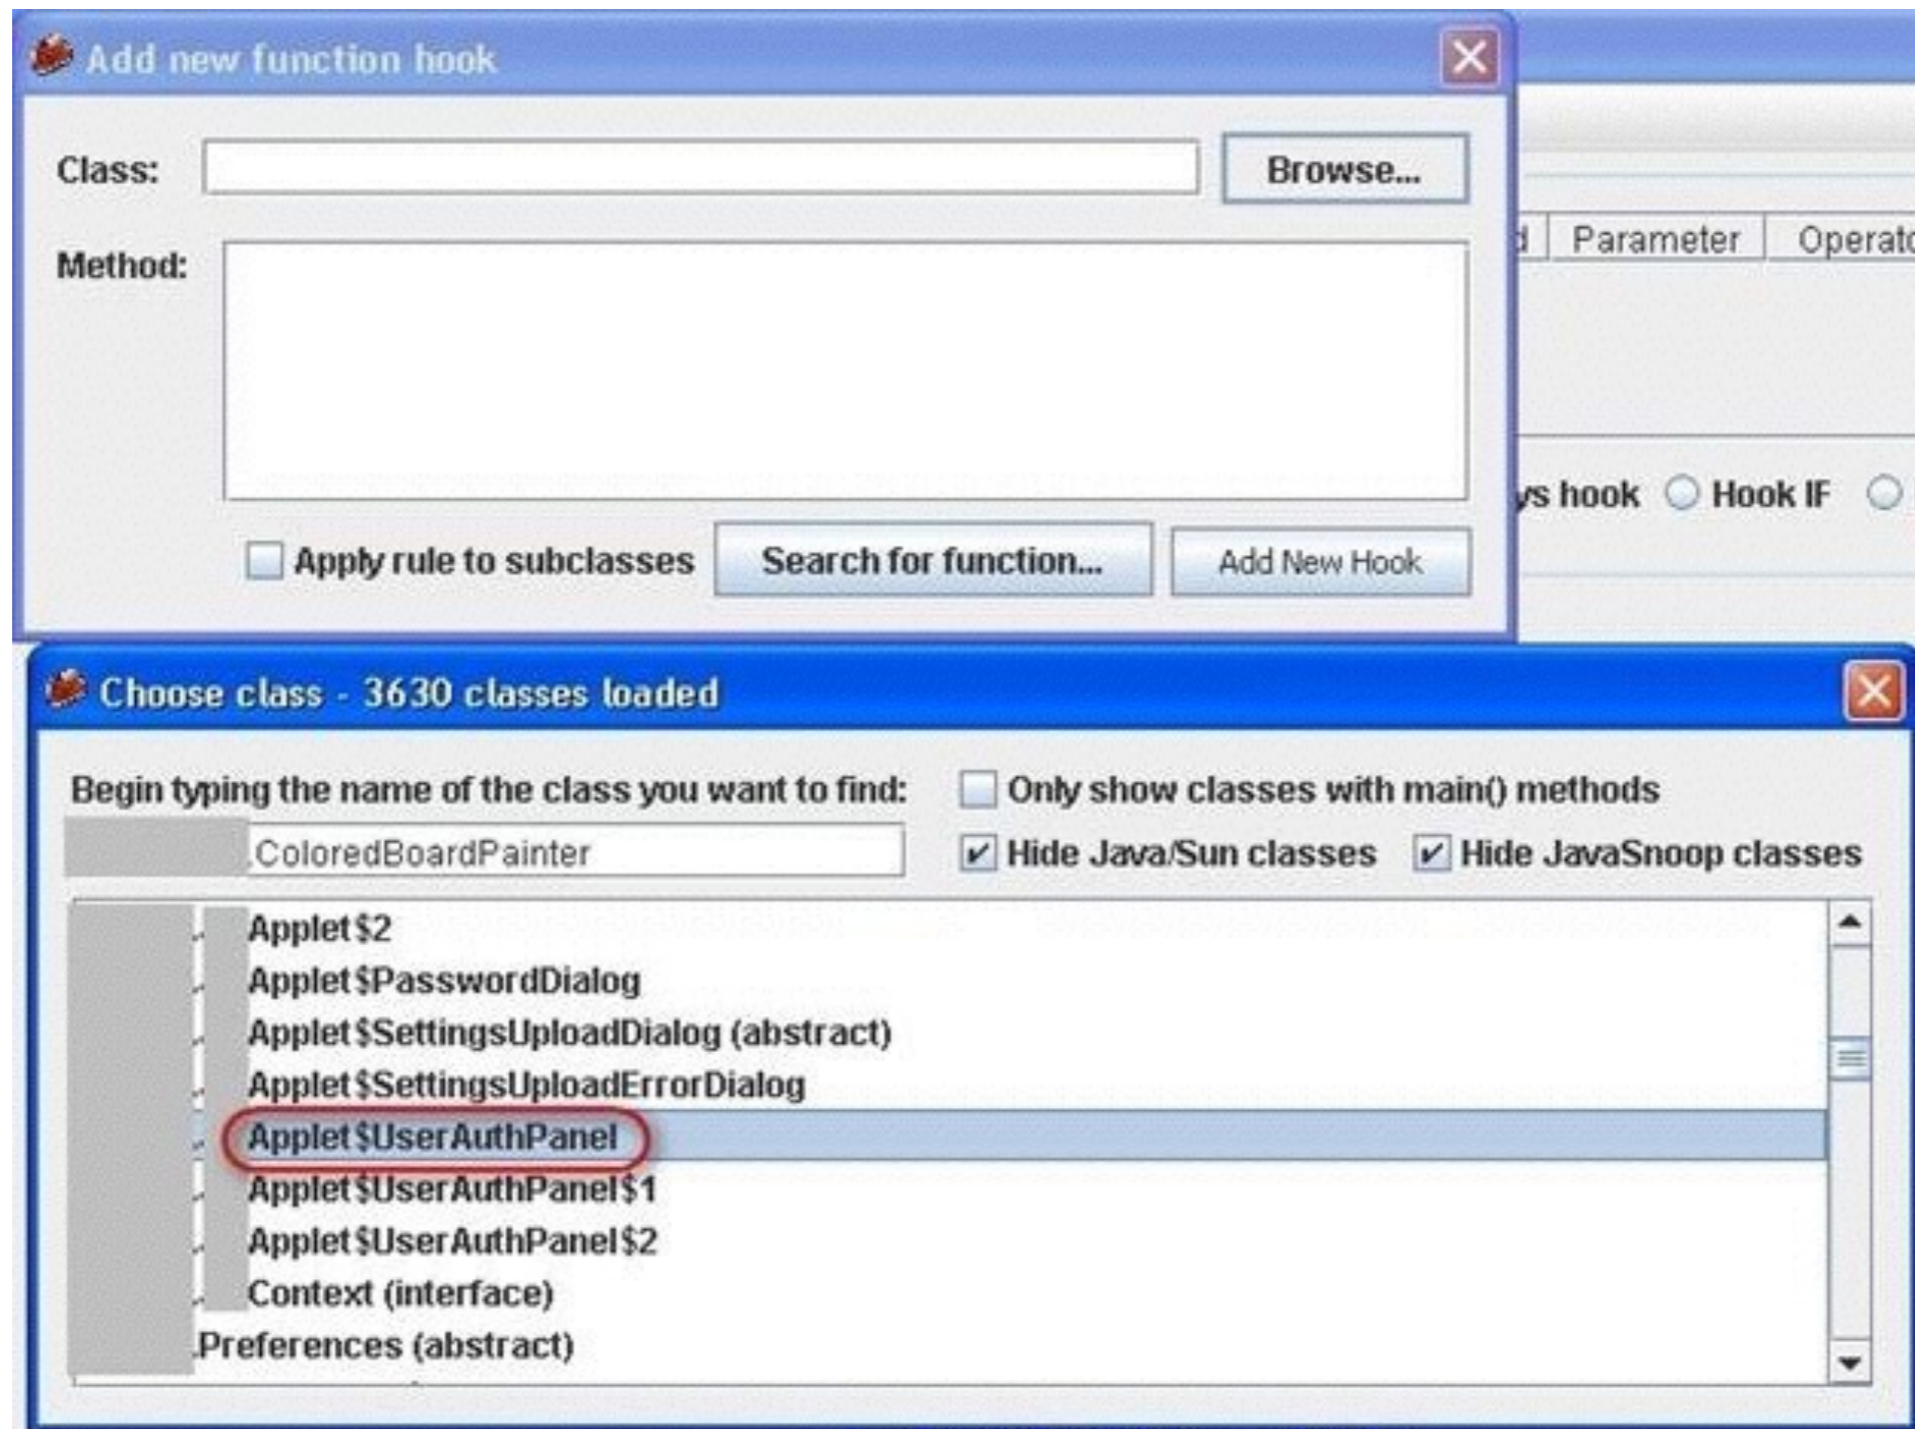 Add new function hook
Class:
Browse...
Method:
Parameter
Apply rule to subclasses
Search for function...
Add New Hook
hook
Hook IF
Choose class - 3630 classes loaded
Begin typing the name of the class you want to find:
Only show classes with main() methods
.ColoredBoardPainter
Hide Java/Sun classes
Hide JavaSnoop classes
Applet$2
Applet$PasswordDialog
Applet$SettingsUploadDialog (abstract)
Applet$SettingsUploadErrorDialog
Applet$UserAuthPanel
Applet$UserAuthPanel$1
Applet$UserAuthPanel$2
Context (interface)
.Preferences (abstract)